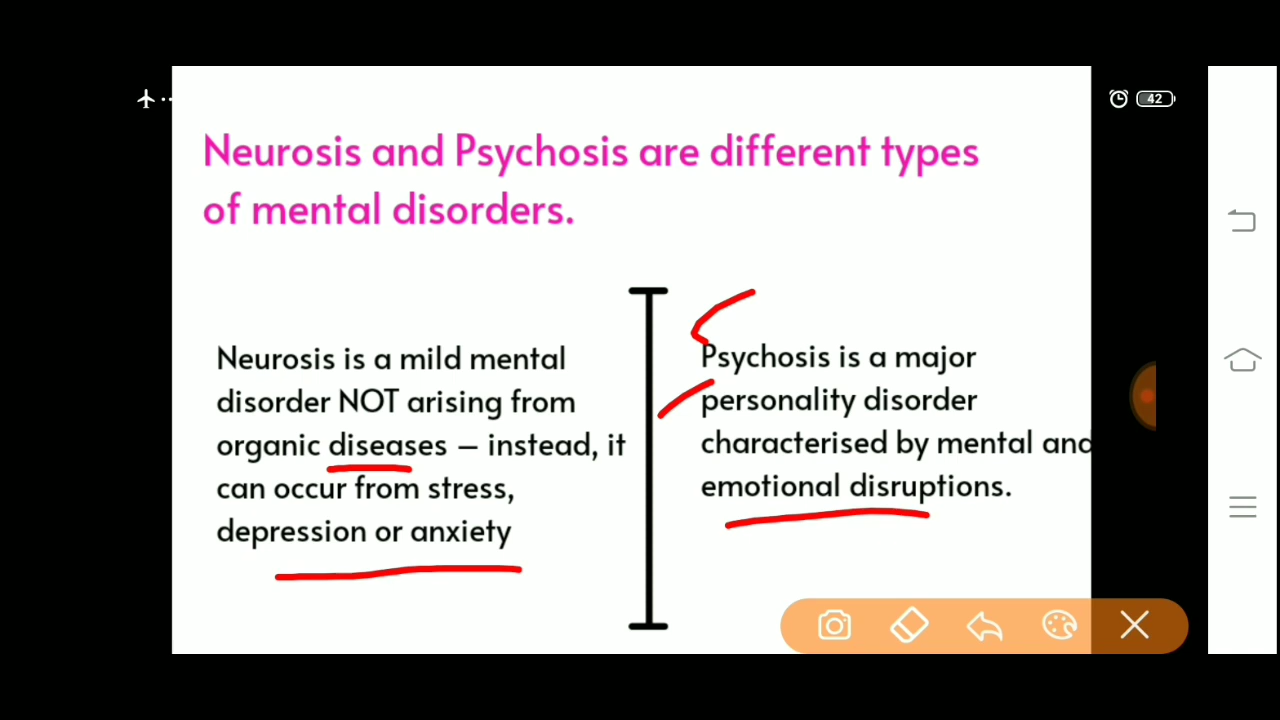 42
Neurosis and Psychosis are different types
of mental disorders.
Neurosis is a mild mental
disorder NOT arising from
organic diseases – instead, it
can occur from stress,
depression or anxiety
Psychosis is a major
personality disorder
characterised by mental and
emotional disruptions.